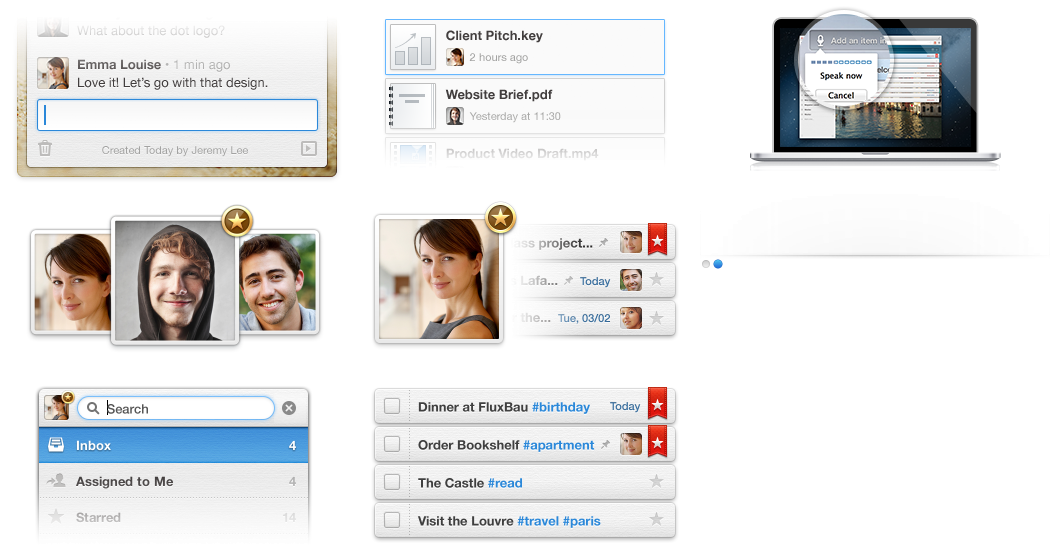 What about the dot logo?
Emma Louise • 1 min ago
Love it! Let's go with that design.
Created Today by Jeremy Lee
Client Pitch.key
2 hours ago
Website Brief.pdf
Yesterday at 11:30
Product Video Draft.mp4
Add an item i
Speak now
Cancel
ass project...
Lafa... Today
the... Tue, 03/02
Search
Inbox 4
Assigned to Me 4
Starred 14
Dinner at FluxBau #birthday Today
Order Bookshelf #apartment
The Castle #read
Visit the Louvre #travel #paris